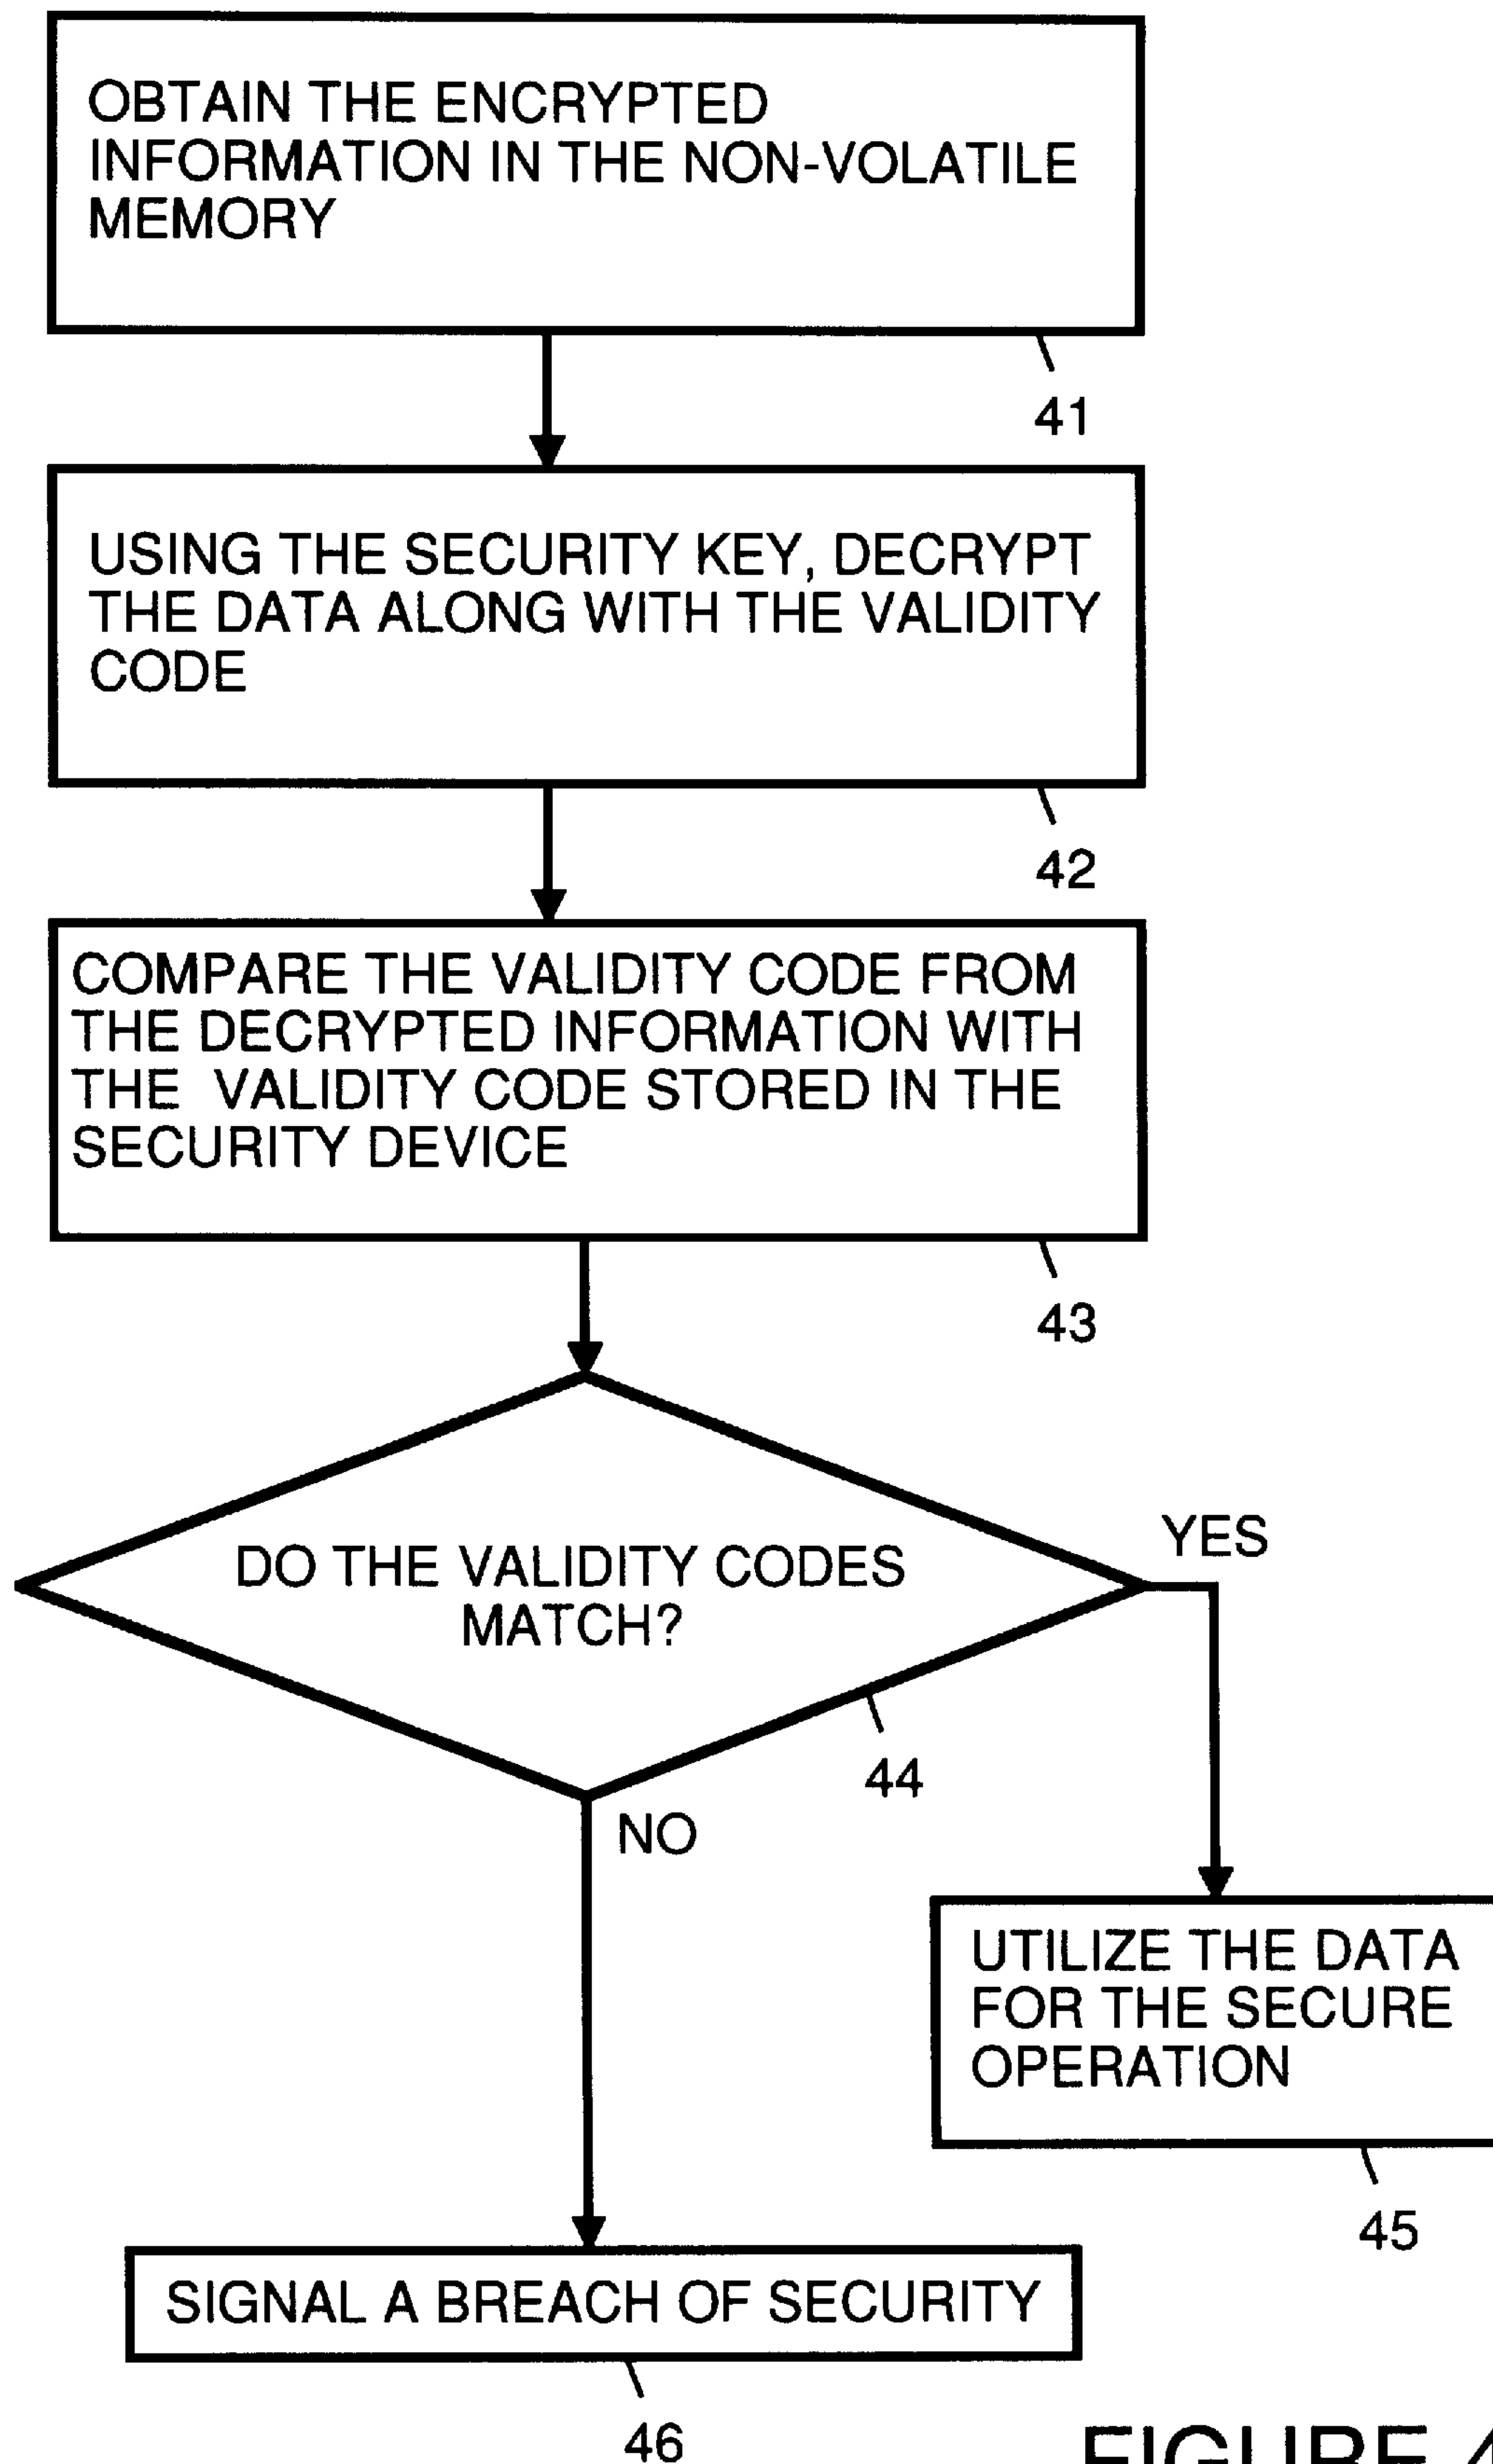 OBTAIN THE ENCRYPTED
INFORMATION IN THE NON-VOLATILE
MEMORY
41
USING THE SECURITY KEY, DECRYPT
THE DATA ALONG WITH THE VALIDITY
CODE
42
COMPARE THE VALIDITY CODE FROM
THE DECRYPTED INFORMATION WITH
THE VALIDITY CODE STORED IN THE
SECURITY DEVICE
43
DO THE VALIDITY CODES
MATCH?
YES
44
NO
UTILIZE THE DATA
FOR THE SECURE
OPERATION
45
SIGNAL A BREACH OF SECURITY
46
FIGURE 4